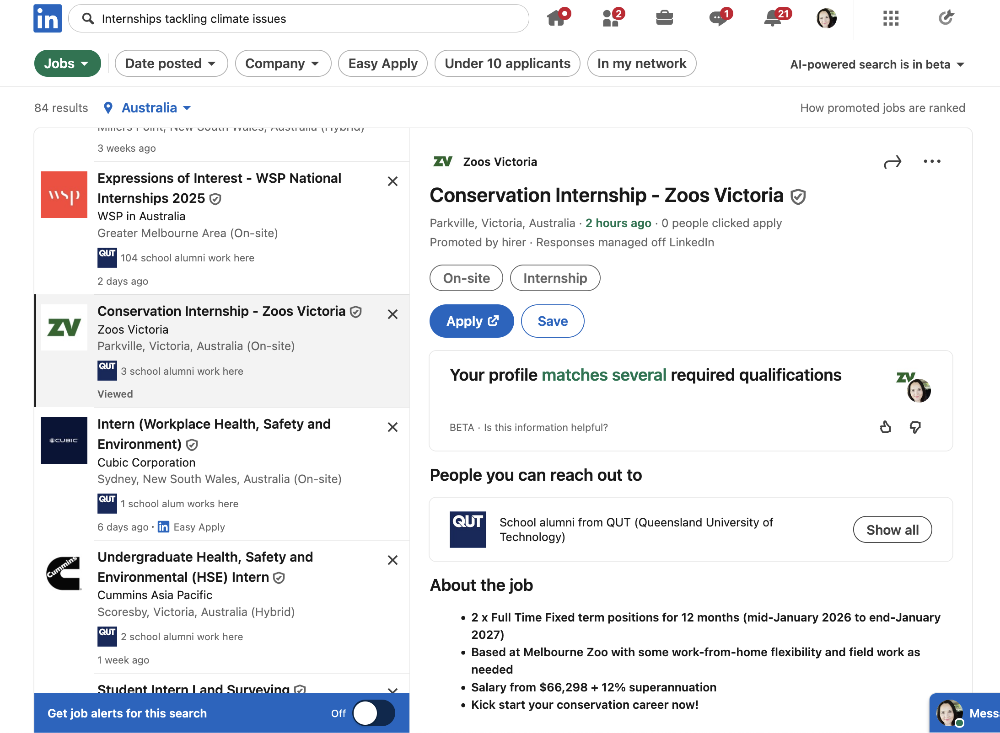 in
Internships tackling climate issues
2
1
21
Jobs
Date posted
Company
Easy Apply
Under 10 applicants
In my network
AI-powered search is in beta
84 results
Australia
How promoted jobs are ranked
Millers Point, New South Wales, Australia (Hybrid)
3 weeks ago
wsp
Expressions of Interest - WSP National
Internships 2025
WSP in Australia
Greater Melbourne Area (On-site)
QUT
104 school alumni work here
2 days ago
ZV
Conservation Internship - Zoos Victoria
Zoos Victoria
Parkville, Victoria, Australia (On-site)
QUT
3 school alumni work here
Viewed
CUBIC
Intern (Workplace Health, Safety and
Environment)
Cubic Corporation
Sydney, New South Wales, Australia (On-site)
QUT
1 school alum works here
6 days ago · in Easy Apply
Cummins
Undergraduate Health, Safety and
Environmental (HSE) Intern
Cummins Asia Pacific
Scoresby, Victoria, Australia (Hybrid)
QUT
2 school alumni work here
1 week ago
Student Intern Land Surveying
Get job alerts for this search
Off
ZV
Zoos Victoria
Conservation Internship - Zoos Victoria
Parkville, Victoria, Australia · 2 hours ago · 0 people clicked apply
Promoted by hirer · Responses managed off LinkedIn
On-site
Internship
Apply
Save
Your profile matches several required qualifications
ZV
BETA · Is this information helpful?
People you can reach out to
QUT
School alumni from QUT (Queensland University of
Technology)
Show all
About the job
• 2 x Full Time Fixed term positions for 12 months (mid-January 2026 to end-January
2027)
• Based at Melbourne Zoo with some work-from-home flexibility and field work as
needed
• Salary from $66,298 + 12% superannuation
• Kick start your conservation career now!